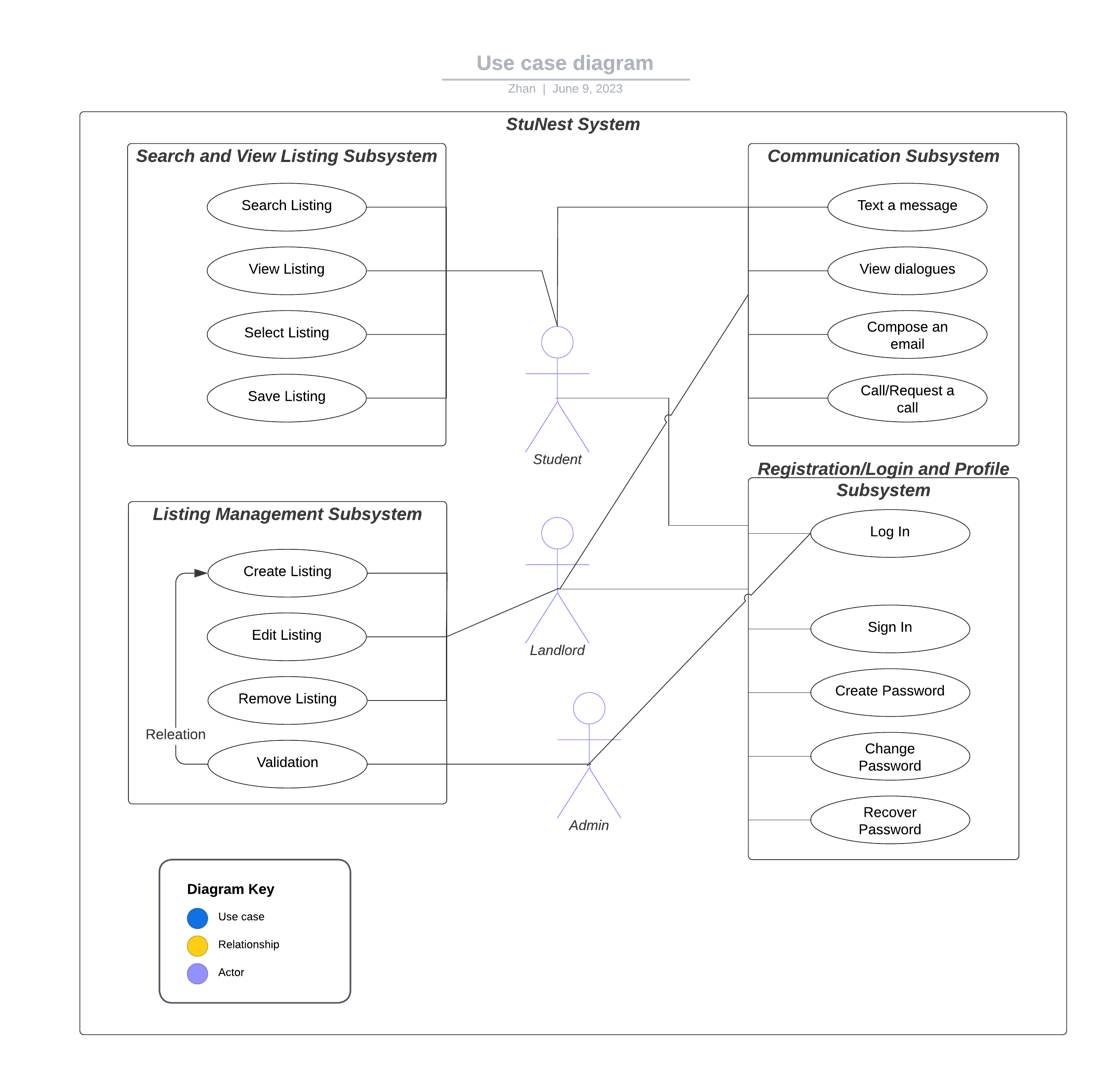 Use case diagram
Zhan | June 9, 2023
StuNest System
Search and View Listing Subsystem
Search Listing
View Listing
Select Listing
Save Listing
Communication Subsystem
Text a message
View dialogues
Compose an
email
Call/Request a
call
Student
Registration/Login and Profile
Subsystem
Log In
Sign In
Create Password
Change
Password
Recover
Password
Listing Management Subsystem
Create Listing
Edit Listing
Remove Listing
Releation
Validation
Landlord
Admin
Diagram Key
Use case
Relationship
Actor